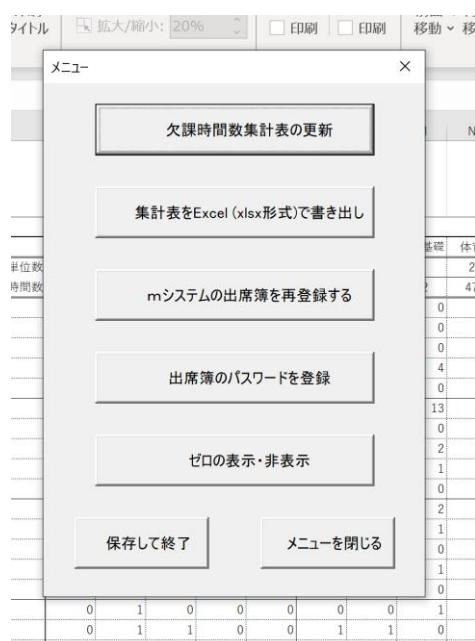 タイトル
拡大/縮小: 20%
印刷
印刷
移動
移
メニュー
N
欠課時間数集計表の更新
集計表をExcel(xlsx形式)で書き出し
基礎
体
単位数
2
時間数
47
mシステムの出席簿を再登録する
0
0
0
4
0
出席簿のパスワードを登録
13
0
2
ゼロの表示・非表示
1
0
2
保存して終了
メニューを閉じる
1
0
1
0
0 1 0 0 0 0 0 1
0 1 1 0 0 1 1 0